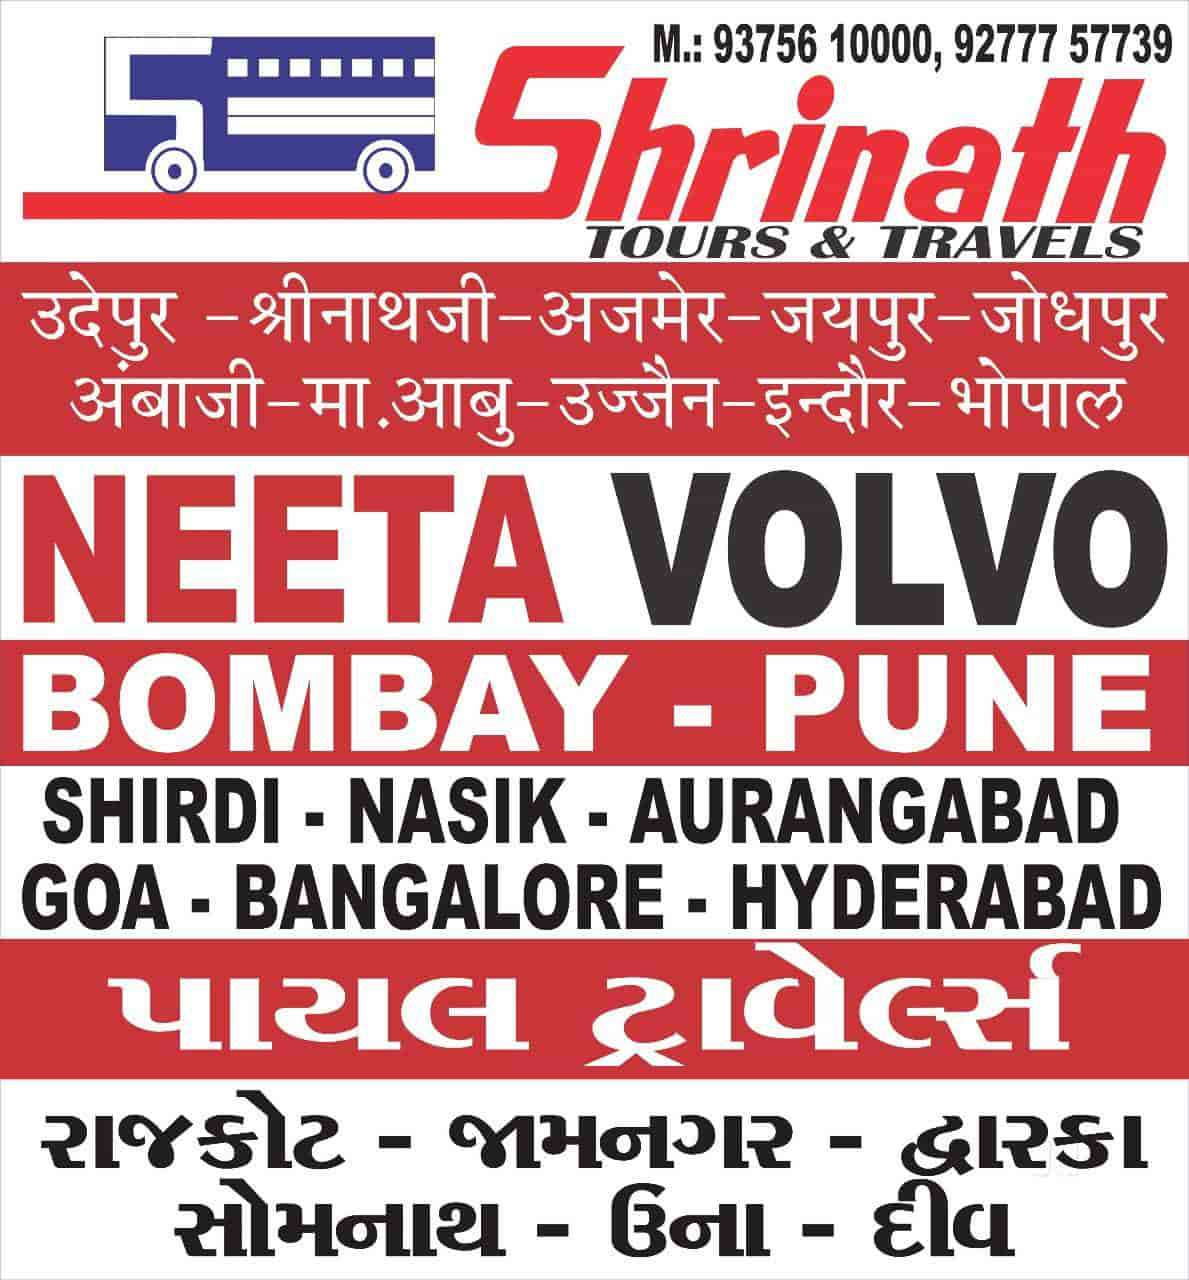 M.: 93756 10000, 92777 57739
Shrinath
TOURS & TRAVELS
उदेपुर -श्रीनाथजी-अजमेर-जयपुर-जोधपुर
अंबाजी-मा.आबु-उज्जैन-इन्दौर-भोपाल
NEETA VOLVO
BOMBAY - PUNE
SHIRDI - NASIK - AURANGABAD
GOA - BANGALORE - HYDERABAD
પાયલ ટ્રાવેર્લ્સ
રાજકોટ - જામનગર - દ્વારકા
સોમનાથ - ઉના - દીવ